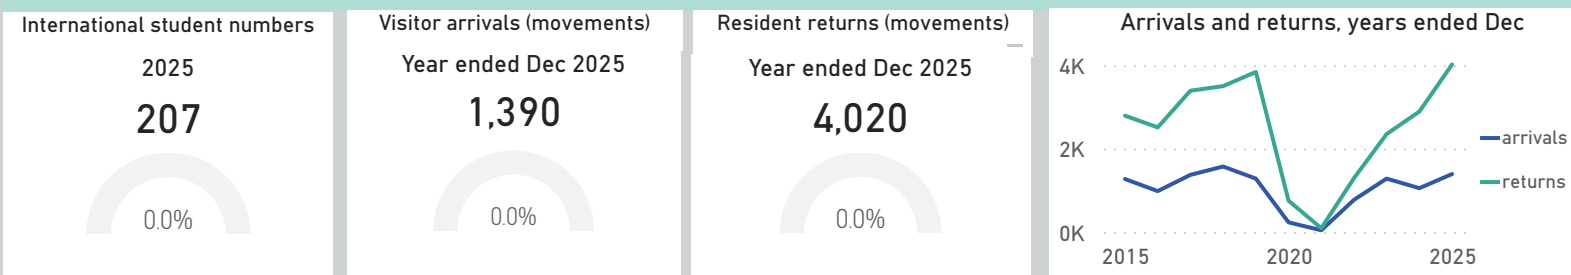 International student numbers
2025
207
0.0%
Visitor arrivals (movements)
Year ended Dec 2025
1,390
0.0%
Resident returns (movements)
Year ended Dec 2025
4,020
0.0%
Arrivals and returns, years ended Dec
4K
2K
0K
2015 2020 2025
arrivals
returns